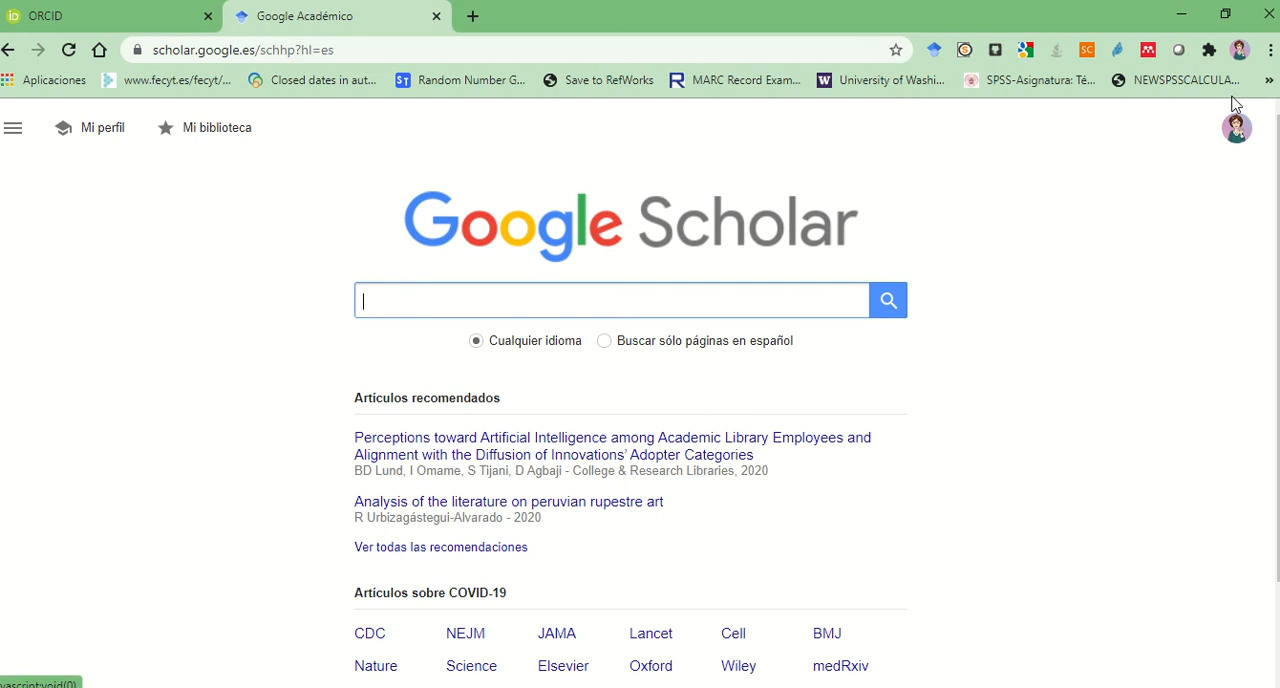 ORCID
Google Académico
scholar.google.es/schhp?hl=es
SC
Aplicaciones
www.fecyt.es/fecyt/...
Closed dates in aut...
ST Random Number G...
Save to RefWorks
R MARC Record Exam...
W University of Washi...
SPSS-Asignatura: Té...
NEWSPSSCALCULA...
»
Mi perfil
Mi biblioteca
Google Scholar
Cualquier idioma
Buscar sólo páginas en español
Artículos recomendados
Perceptions toward Artificial Intelligence among Academic Library Employees and
Alignment with the Diffusion of Innovations' Adopter Categories
BD Lund, I Omame, S Tijani, D Agbaji - College & Research Libraries, 2020
Analysis of the literature on peruvian rupestre art
R Urbizagástegui-Alvarado - 2020
Ver todas las recomendaciones
Artículos sobre COVID-19
CDC NEJM JAMA Lancet Cell BMJ
Nature Science Elsevier Oxford Wiley medRxiv
vascript:void(0)